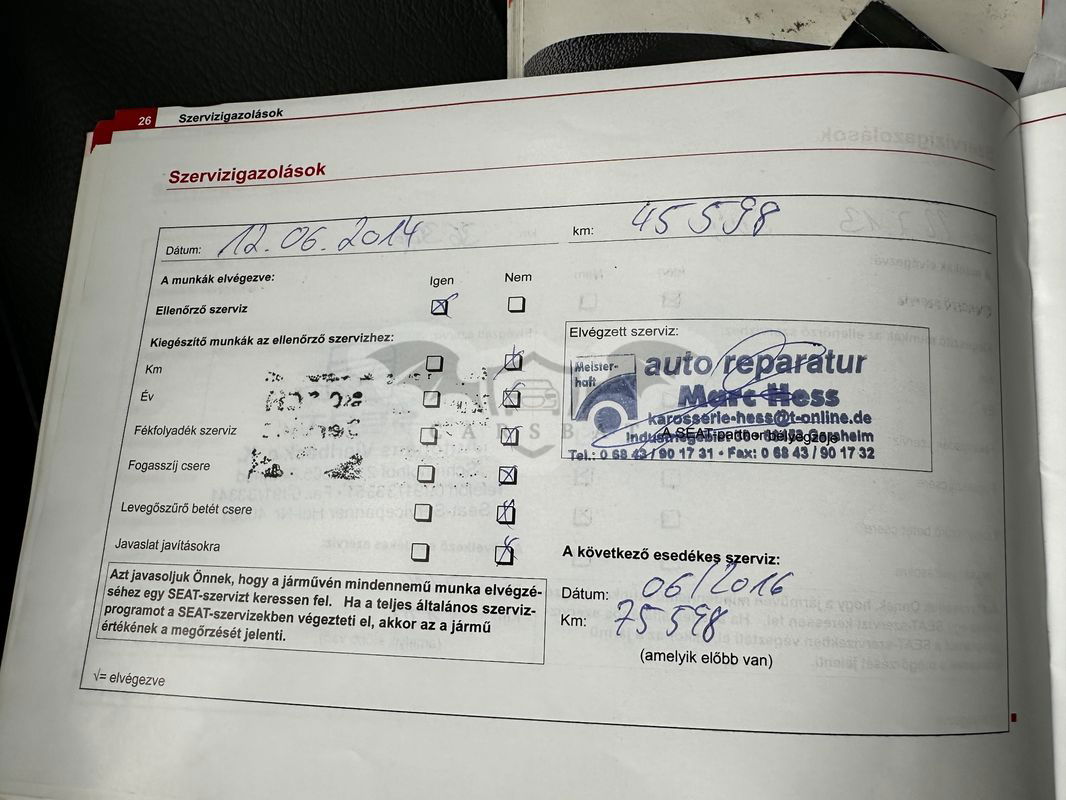 26 Szervizigazolások
Szervizigazolások
Dátum: 12.06.2014 km: 45 598
A munkák elvégezve: Igen Nem
Ellenőrző szerviz
Kiegészítő munkák az ellenőrző szervizhez:
Km
Év
Fékfolyadék szerviz
Fogasszíj csere
Levegőszűrő betét csere
Javaslat javításokra
Azt javasoljuk Önnek, hogy a járművén mindennemű munka elvégzé-
séhez egy SEAT-szervizt keressen fel. Ha a teljes általános szerviz-
programot a SEAT-szervizekben végezteti el, akkor az a jármű
értékének a megőrzését jelenti.
√= elvégezve
Elvégzett szerviz:
Meister-
haft
auto reparatur
Marc Hess
karosserie-hess@t-online.de
A SEAT-partner bélyegzője
Tel.: 0 68 43 / 90 17 31 • Fax: 0 68 43 / 90 17 32
A következő esedékes szerviz:
Dátum: 06/2016
Km: 75 598
(amelyik előbb van)
CARSBAT